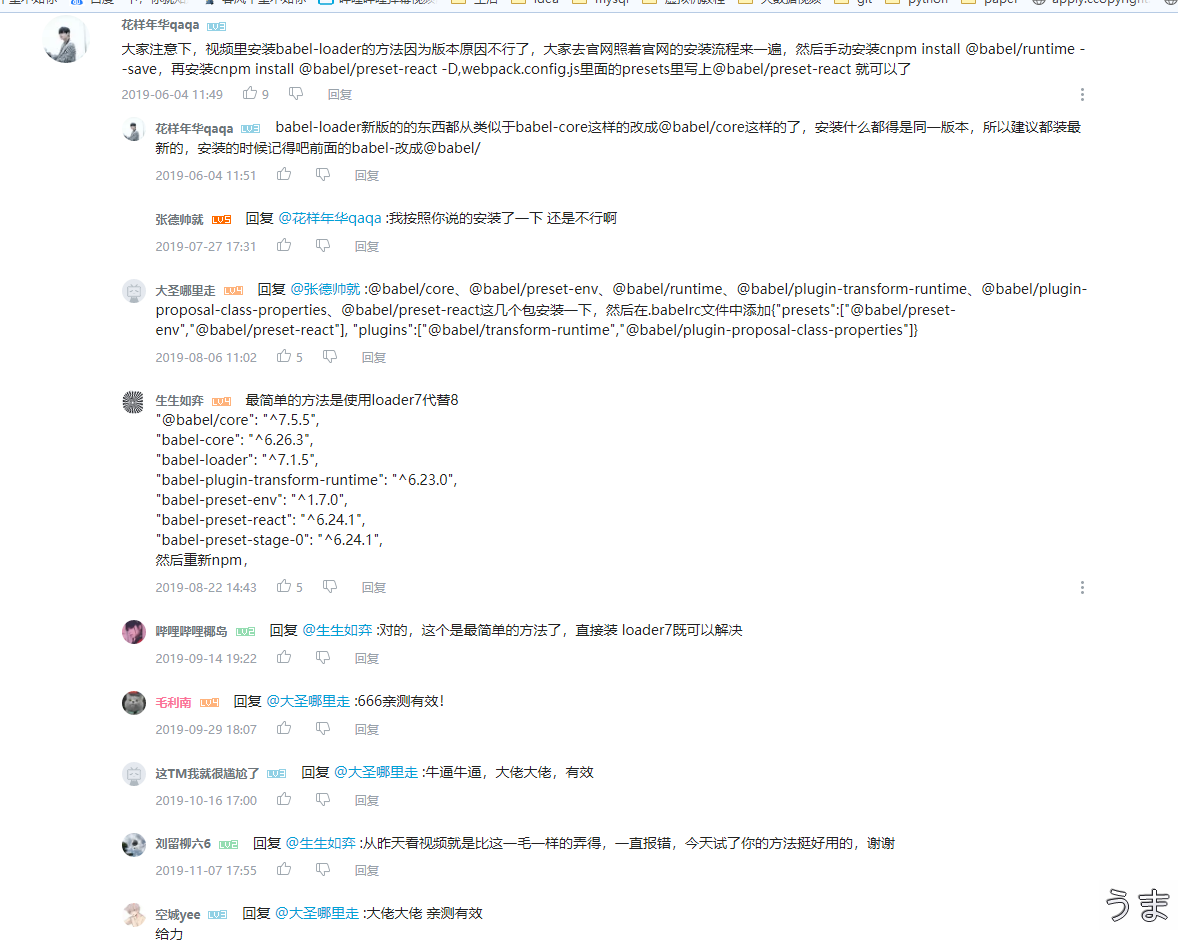 生活
idea
mysql
虚拟机教程
大数据视频
git
python
paper
花样年华qaqa LV3
大家注意下，视频里安装babel-loader的方法因为版本原因不行了，大家去官网照着官网的安装流程来一遍，然后手动安装cnpm install @babel/runtime -
-save，再安装cnpm install @babel/preset-react -D,webpack.config.js里面的presets里写上@babel/preset-react 就可以了
2019-06-04 11:49 9 回复
花样年华qaqa LV3 babel-loader新版的的东西都从类似于babel-core这样的改成@babel/core这样的了，安装什么都得是同一版本，所以建议都装最
新的，安装的时候记得吧前面的babel-改成@babel/
2019-06-04 11:51 回复
张德帅就 LV5 回复 @花样年华qaqa :我按照你说的安装了一下 还是不行啊
2019-07-27 17:31 回复
大圣哪里走 LV4 回复 @张德帅就 :@babel/core、@babel/preset-env、@babel/runtime、@babel/plugin-transform-runtime、@babel/plugin-
proposal-class-properties、@babel/preset-react这几个包安装一下，然后在.babelrc文件中添加{"presets":["@babel/preset-
env","@babel/preset-react"], "plugins":["@babel/transform-runtime","@babel/plugin-proposal-class-properties"]}
2019-08-06 11:02 5 回复
生生如弈 LV4 最简单的方法是使用loader7代替8
"@babel/core": "^7.5.5",
"babel-core": "^6.26.3",
"babel-loader": "^7.1.5",
"babel-plugin-transform-runtime": "^6.23.0",
"babel-preset-env": "^1.7.0",
"babel-preset-react": "^6.24.1",
"babel-preset-stage-0": "^6.24.1",
然后重新npm，
2019-08-22 14:43 5 回复
哔哩哔哩椰岛 LV2 回复 @生生如弈 :对的，这个是最简单的方法了，直接装 loader7既可以解决
2019-09-14 19:22 回复
毛利南 LV4 回复 @大圣哪里走 :666亲测有效！
2019-09-29 18:07 回复
这TM我就很尴尬了 LV3 回复 @大圣哪里走 :牛逼牛逼，大佬大佬，有效
2019-10-16 17:00 回复
刘留柳六6 LV2 回复 @生生如弈 :从昨天看视频就是比这一毛一样的弄得，一直报错，今天试了你的方法挺好用的，谢谢
2019-11-07 17:55 回复
空城yee LV3 回复 @大圣哪里走 :大佬大佬 亲测有效
给力
うま